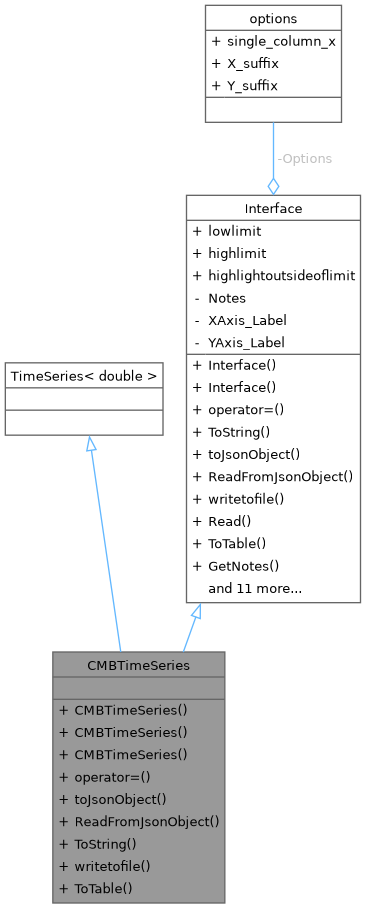 options
+ single_column_x
+ X_suffix
+ Y_suffix
-Options
Interface
+ lowlimit
+ highlimit
+ highlightoutsideoflimit
- Notes
- XAxis_Label
- YAxis_Label
+ Interface()
+ Interface()
+ operator=()
+ ToString()
+ toJsonObject()
+ ReadFromJsonObject()
+ writetofile()
+ Read()
+ ToTable()
+ GetNotes()
and 11 more...
TimeSeries< double >
CMBTimeSeries
+ CMBTimeSeries()
+ CMBTimeSeries()
+ CMBTimeSeries()
+ operator=()
+ toJsonObject()
+ ReadFromJsonObject()
+ ToString()
+ writetofile()
+ ToTable()